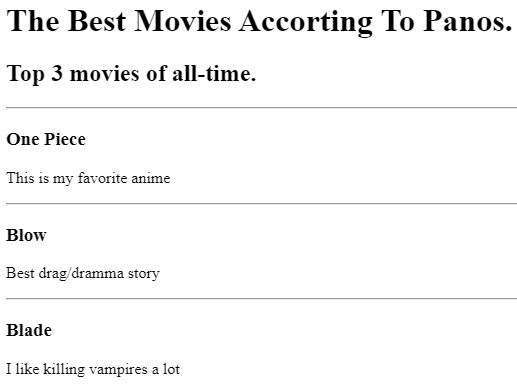 The Best Movies Accorting To Panos.
Top 3 movies of all-time.
One Piece
This is my favorite anime
Blow
Best drag/dramma story
Blade
I like killing vampires a lot